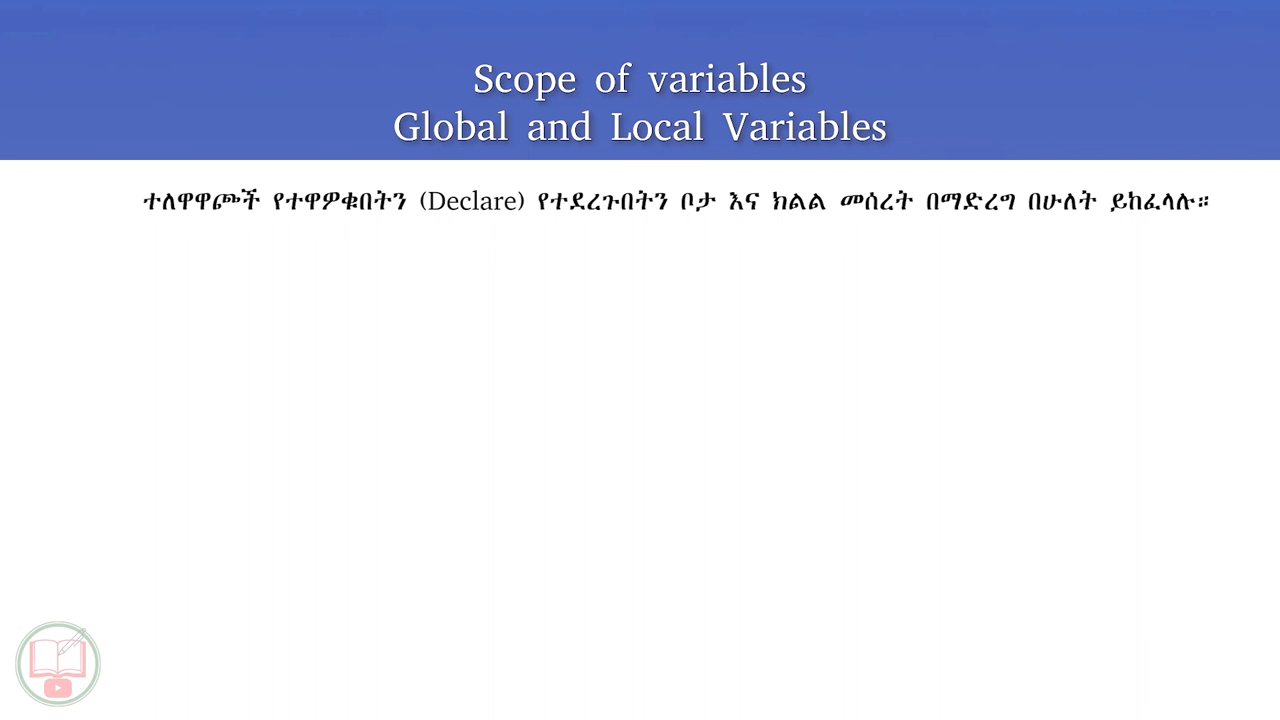 Scope of variables
Global and Local Variables
ተለዋዋጮች የተዋዎቁበትን (Declare) የተደረጉበትን ቦታ እና ክልል መሰረት በማድረግ በሁለት ይከፈላሉ።